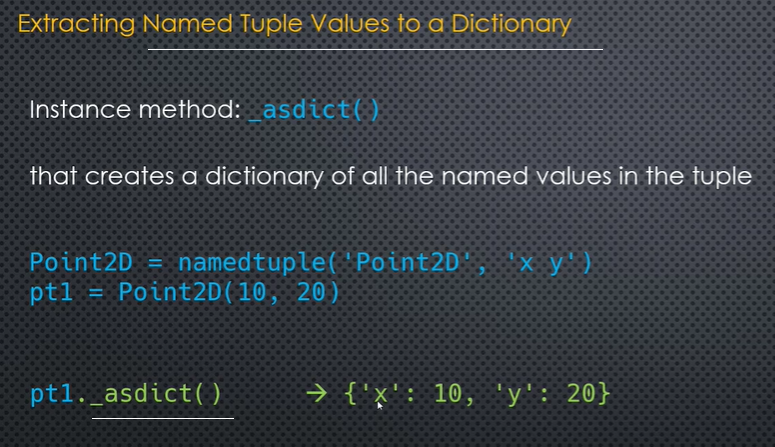 Extracting Named Tuple Values to a Dictionary
Instance method: _asdict()
that creates a dictionary of all the named values in the tuple
Point2D = namedtuple('Point2D', 'x y')
pt1 = Point2D(10, 20)
pt1._asdict() → {'x': 10, 'y': 20}